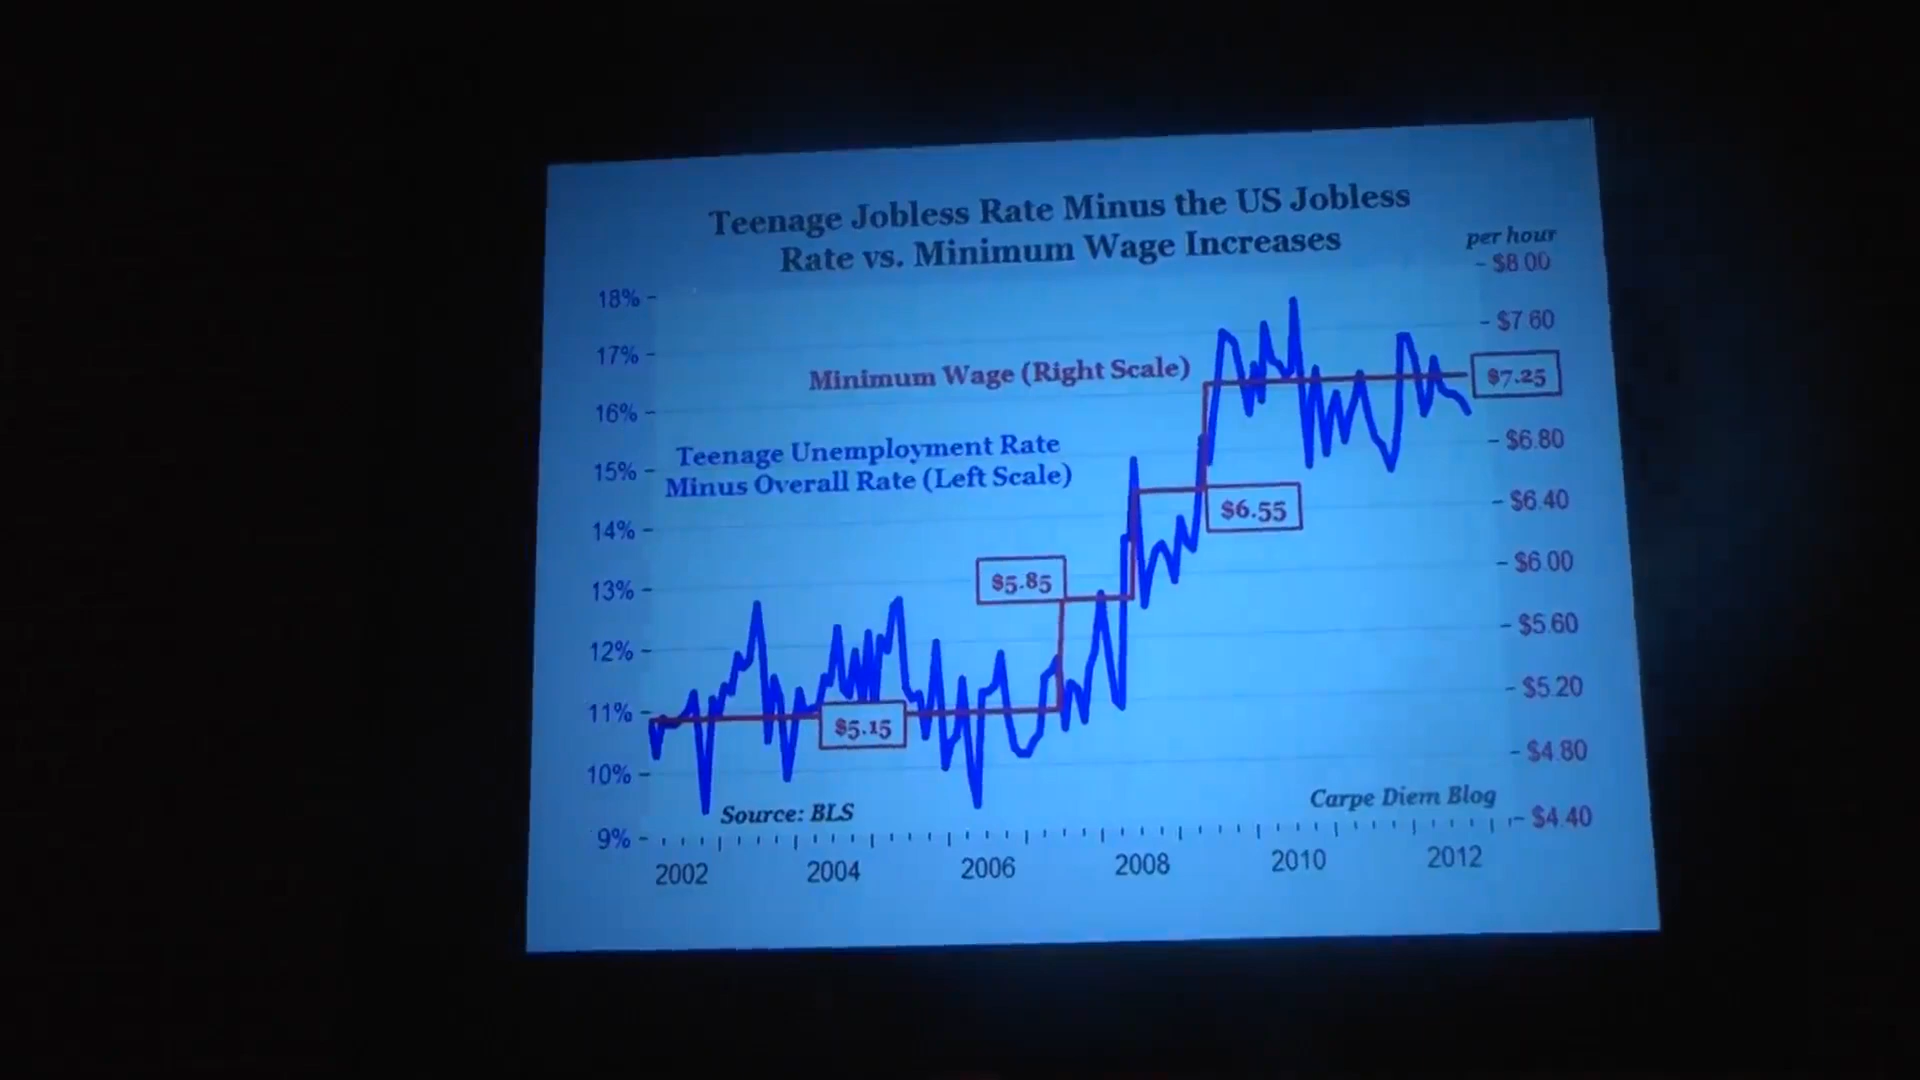 Teenage Jobless Rate Minus the US Jobless
Rate vs. Minimum Wage Increases
per hour
$8.00
18%
$7.60
17%
Minimum Wage (Right Scale)
$7.25
16%
$6.80
Teenage Unemployment Rate
Minus Overall Rate (Left Scale)
15%
$6.55
$6.40
14%
$6.00
$5.85
13%
$5.60
12%
$5.20
11%
$5.15
$4.80
10%
Source: BLS
Carpe Diem Blog
$4.40
9%
2002 2004 2006 2008 2010 2012